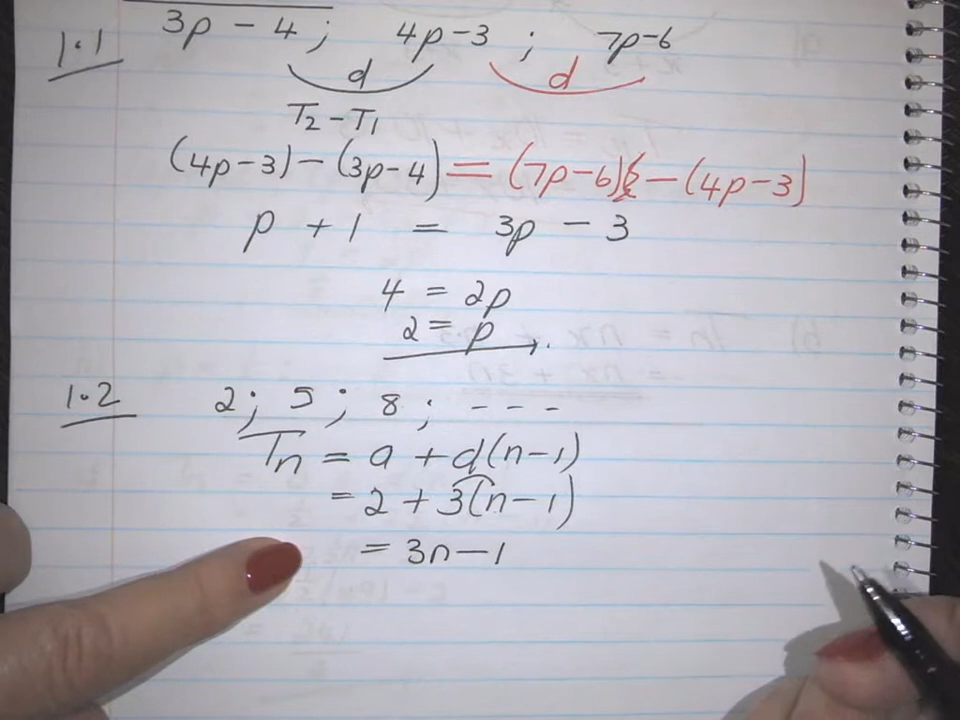 1.1 3p - 4 ; 4p - 3 ; 7p - 6
d d
T2 - T1
(4p - 3) - (3p - 4) = (7p - 6) - (4p - 3)
p + 1 = 3p - 3
4 = 2p
2 = p
1.2 2 ; 5 ; 8 ; - - -
Tn = a + d(n - 1)
= 2 + 3(n - 1)
= 3n - 1